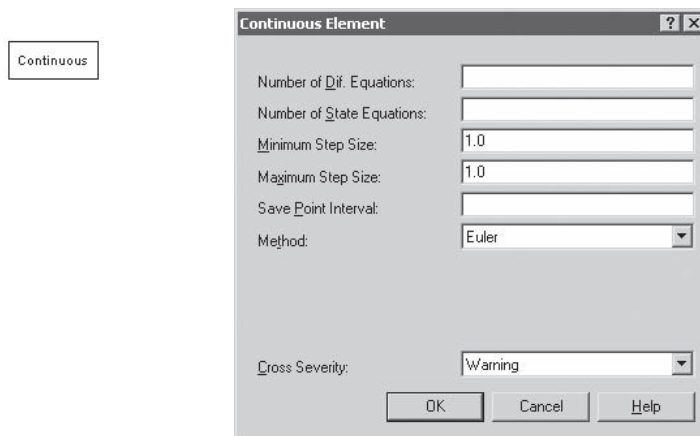 Continuous
Continuous Element
? X
Number of Dif. Equations:
Number of State Equations:
Minimum Step Size: 1.0
Maximum Step Size: 1.0
Save Point Interval:
Method: Euler
Cross Severity: Warning
OK Cancel Help